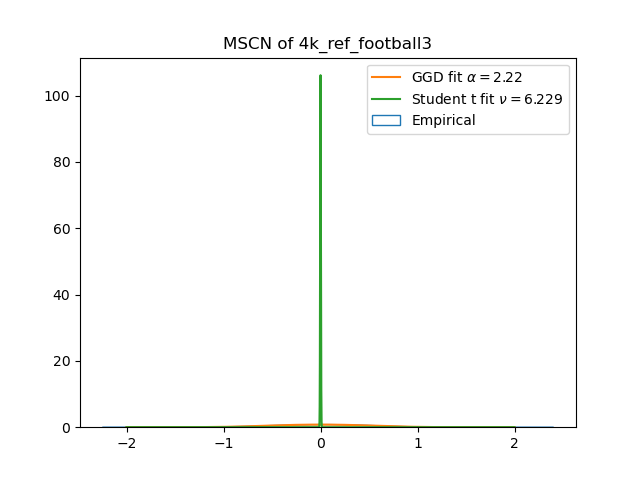 MSCN of 4k_ref_football3
GGD fit α = 2.22
Student t fit ν = 6.229
Empirical
100
80
60
40
20
0
−2
−1
0
1
2